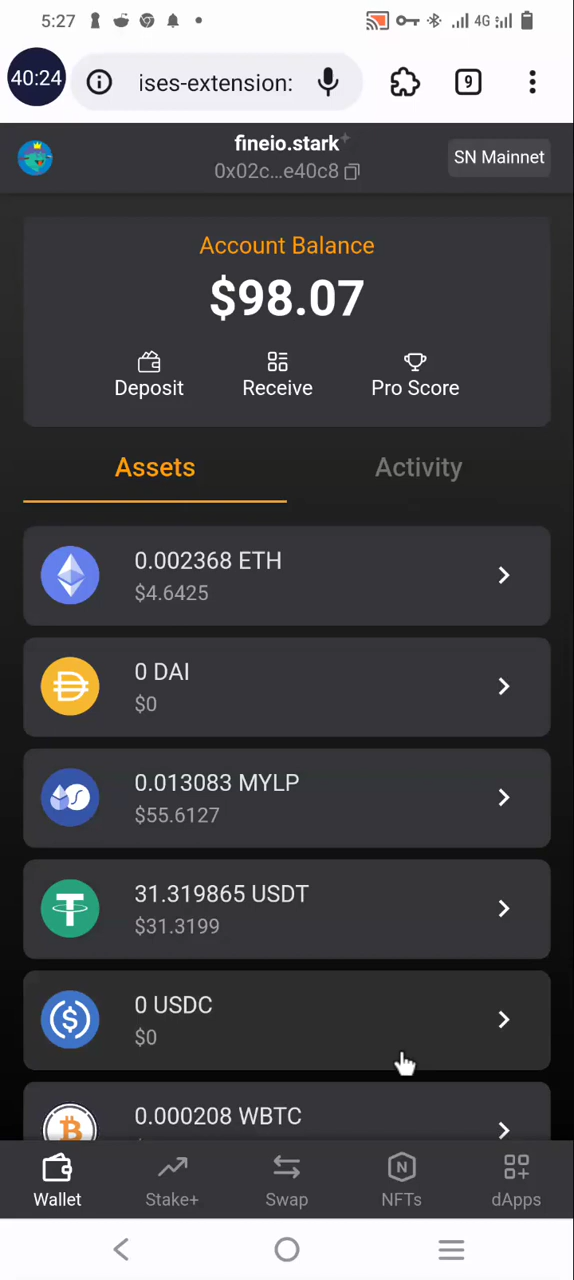 5:27
4G
40:24
ises-extension:
9
fineio.stark
0x02c...e40c8
SN Mainnet
Account Balance
$98.07
Deposit
Receive
Pro Score
Assets
Activity
0.002368 ETH
$4.6425
0 DAI
$0
0.013083 MYLP
$55.6127
31.319865 USDT
$31.3199
0 USDC
$0
0.000208 WBTC
Wallet
Stake+
Swap
NFTs
dApps